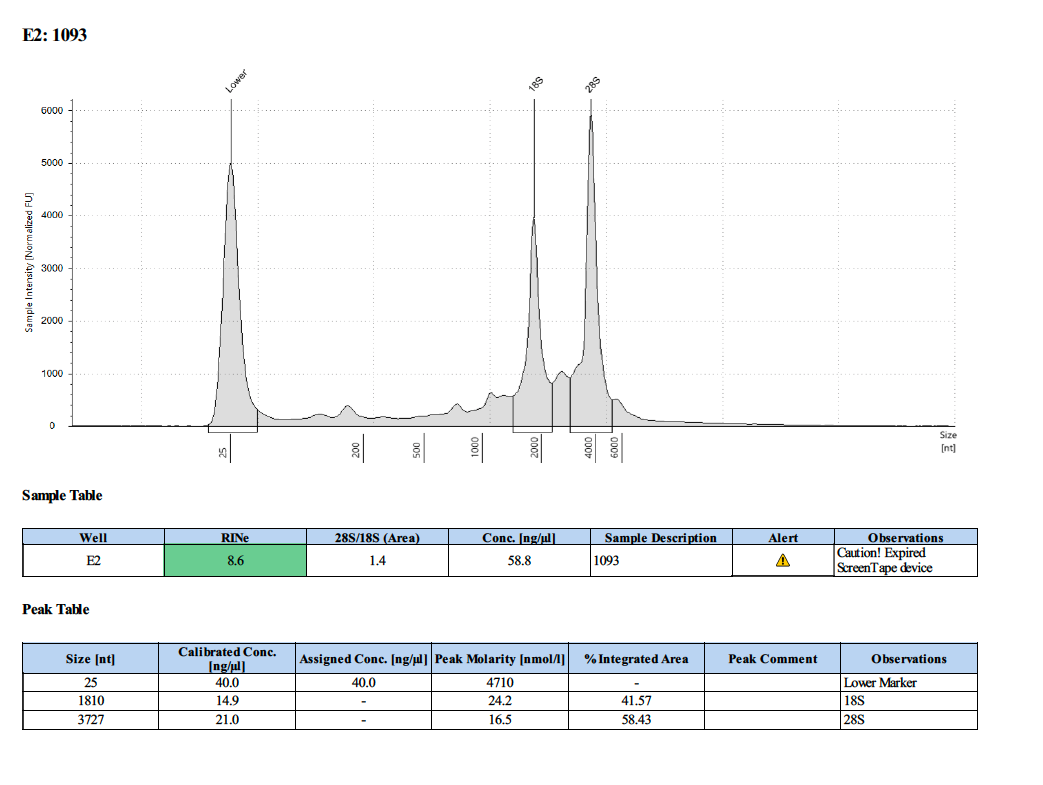 E2: 1093
Lower
18S
28S
6000
5000
4000
3000
2000
1000
0
Sample Intensity [Normalized FU]
25
200
500
1000
2000
4000
6000
Size
[nt]
Sample Table
Well RINe 28S/18S (Area) Conc. [ng/µl] Sample Description Alert Observations
E2 8.6 1.4 58.8 1093 Caution! Expired
ScreenTape device
Peak Table
Size [nt] Calibrated Conc. [ng/µl] Assigned Conc. [ng/µl] Peak Molarity [nmol/l] % Integrated Area Peak Comment Observations
25 40.0 40.0 4710 - Lower Marker
1810 14.9 - 24.2 41.57 18S
3727 21.0 - 16.5 58.43 28S